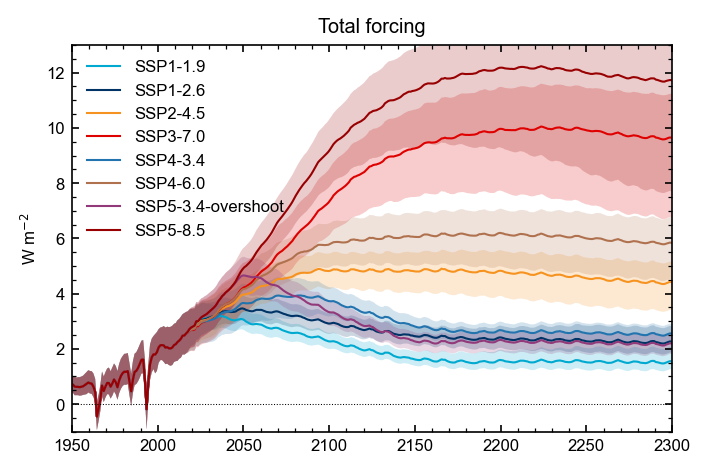 Total forcing
W m−2
12
10
8
6
4
2
0
SSP1-1.9
SSP1-2.6
SSP2-4.5
SSP3-7.0
SSP4-3.4
SSP4-6.0
SSP5-3.4-overshoot
SSP5-8.5
1950 2000 2050 2100 2150 2200 2250 2300